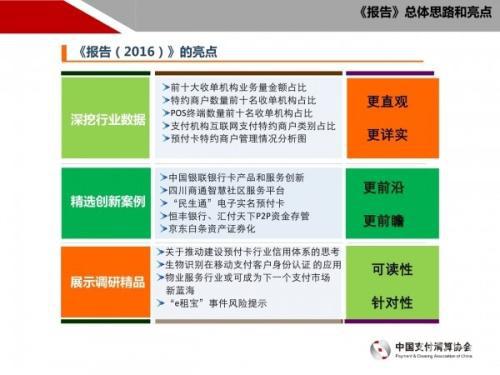 《报告》总体思路和亮点
《报告（2016）》的亮点
深挖行业数据
➤前十大收单机构业务量金额占比
➤特约商户数量前十名收单机构占比
➤POS终端数量前十名收单机构占比
➤支付机构互联网支付特约商户类别占比
➤预付卡特约商户管理情况分析图
更直观
更详实
精选创新案例
➤中国银联银行卡产品和服务创新
➤四川商通智慧社区服务平台
➤“民生通”电子实名预付卡
➤恒丰银行、汇付天下P2P资金存管
➤京东白条资产证券化
更前沿
更前瞻
展示调研精品
➤关于推动建设预付卡行业信用体系的思考
➤生物识别在移动支付客户身份认证 的应用
➤物业服务行业或可成为下一个支付市场
新蓝海
➤“e租宝”事件风险提示
可读性
针对性
中国支付清算协会
Payment & Clearing Association of China